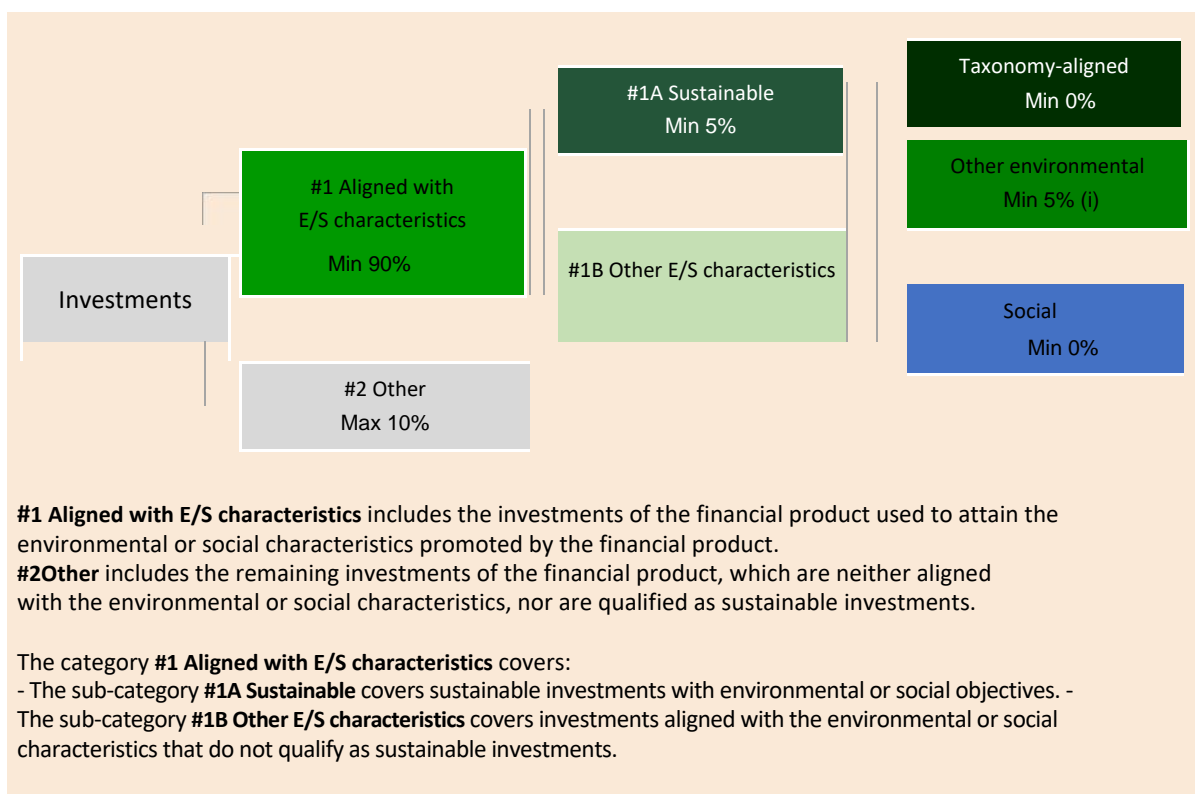 Investments
#1 Aligned with
E/S characteristics
Min 90%
#2 Other
Max 10%
#1A Sustainable
Min 5%
#1B Other E/S characteristics
Taxonomy-aligned
Min 0%
Other environmental
Min 5% (i)
Social
Min 0%
#1 Aligned with E/S characteristics includes the investments of the financial product used to attain the
environmental or social characteristics promoted by the financial product.
#2Other includes the remaining investments of the financial product, which are neither aligned
with the environmental or social characteristics, nor are qualified as sustainable investments.
The category #1 Aligned with E/S characteristics covers:
- The sub-category #1A Sustainable covers sustainable investments with environmental or social objectives. -
The sub-category #1B Other E/S characteristics covers investments aligned with the environmental or social
characteristics that do not qualify as sustainable investments.